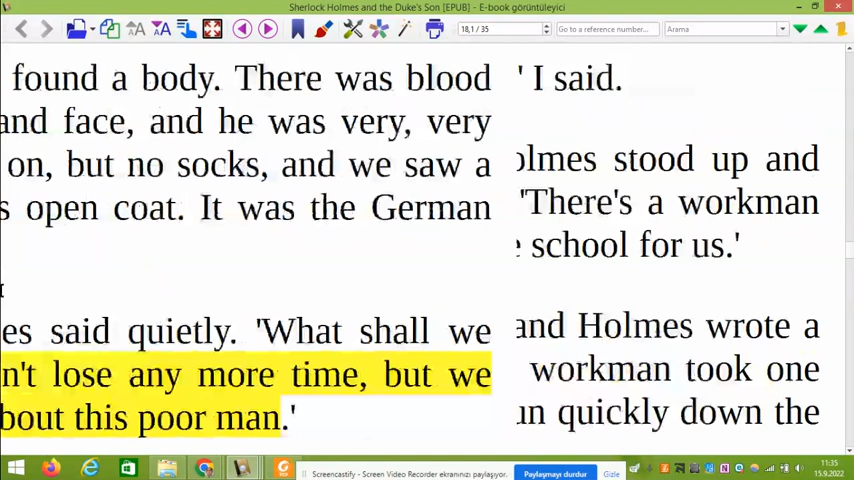 Sherlock Holmes and the Duke's Son [EPUB] - E-book görüntüleyici
18,1 / 35
Go to a reference number...
Arama
found a body. There was blood
and face, and he was very, very
on, but no socks, and we saw a
s open coat. It was the German
es said quietly. 'What shall we
n't lose any more time, but we
bout this poor man.'
' I said.
olmes stood up and
'There's a workman
e school for us.'
and Holmes wrote a
workman took one
un quickly down the
Screencastify - Screen Video Recorder ekranınızı paylaşıyor.
Paylaşmayı durdur
Gizle
11:35
15.9.2022